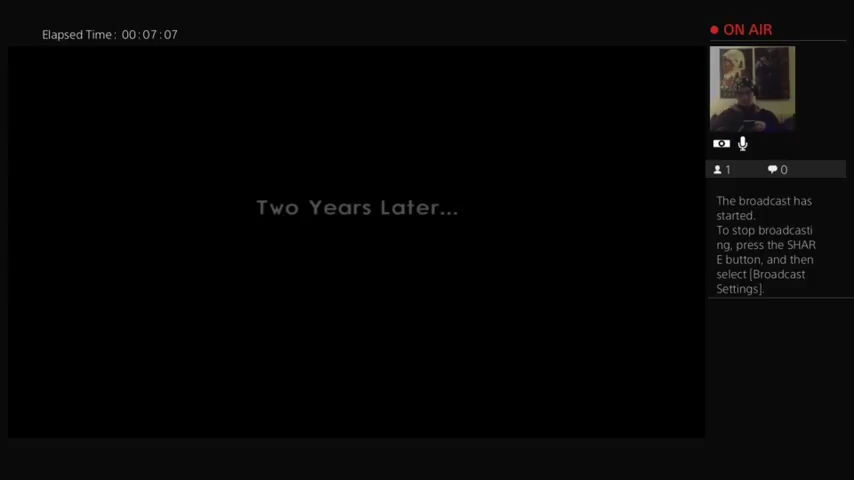 Elapsed Time: 00:07:07
ON AIR
Two Years Later...
1
0
The broadcast has
started.
To stop broadcasti
ng, press the SHAR
E button, and then
select [Broadcast
Settings].